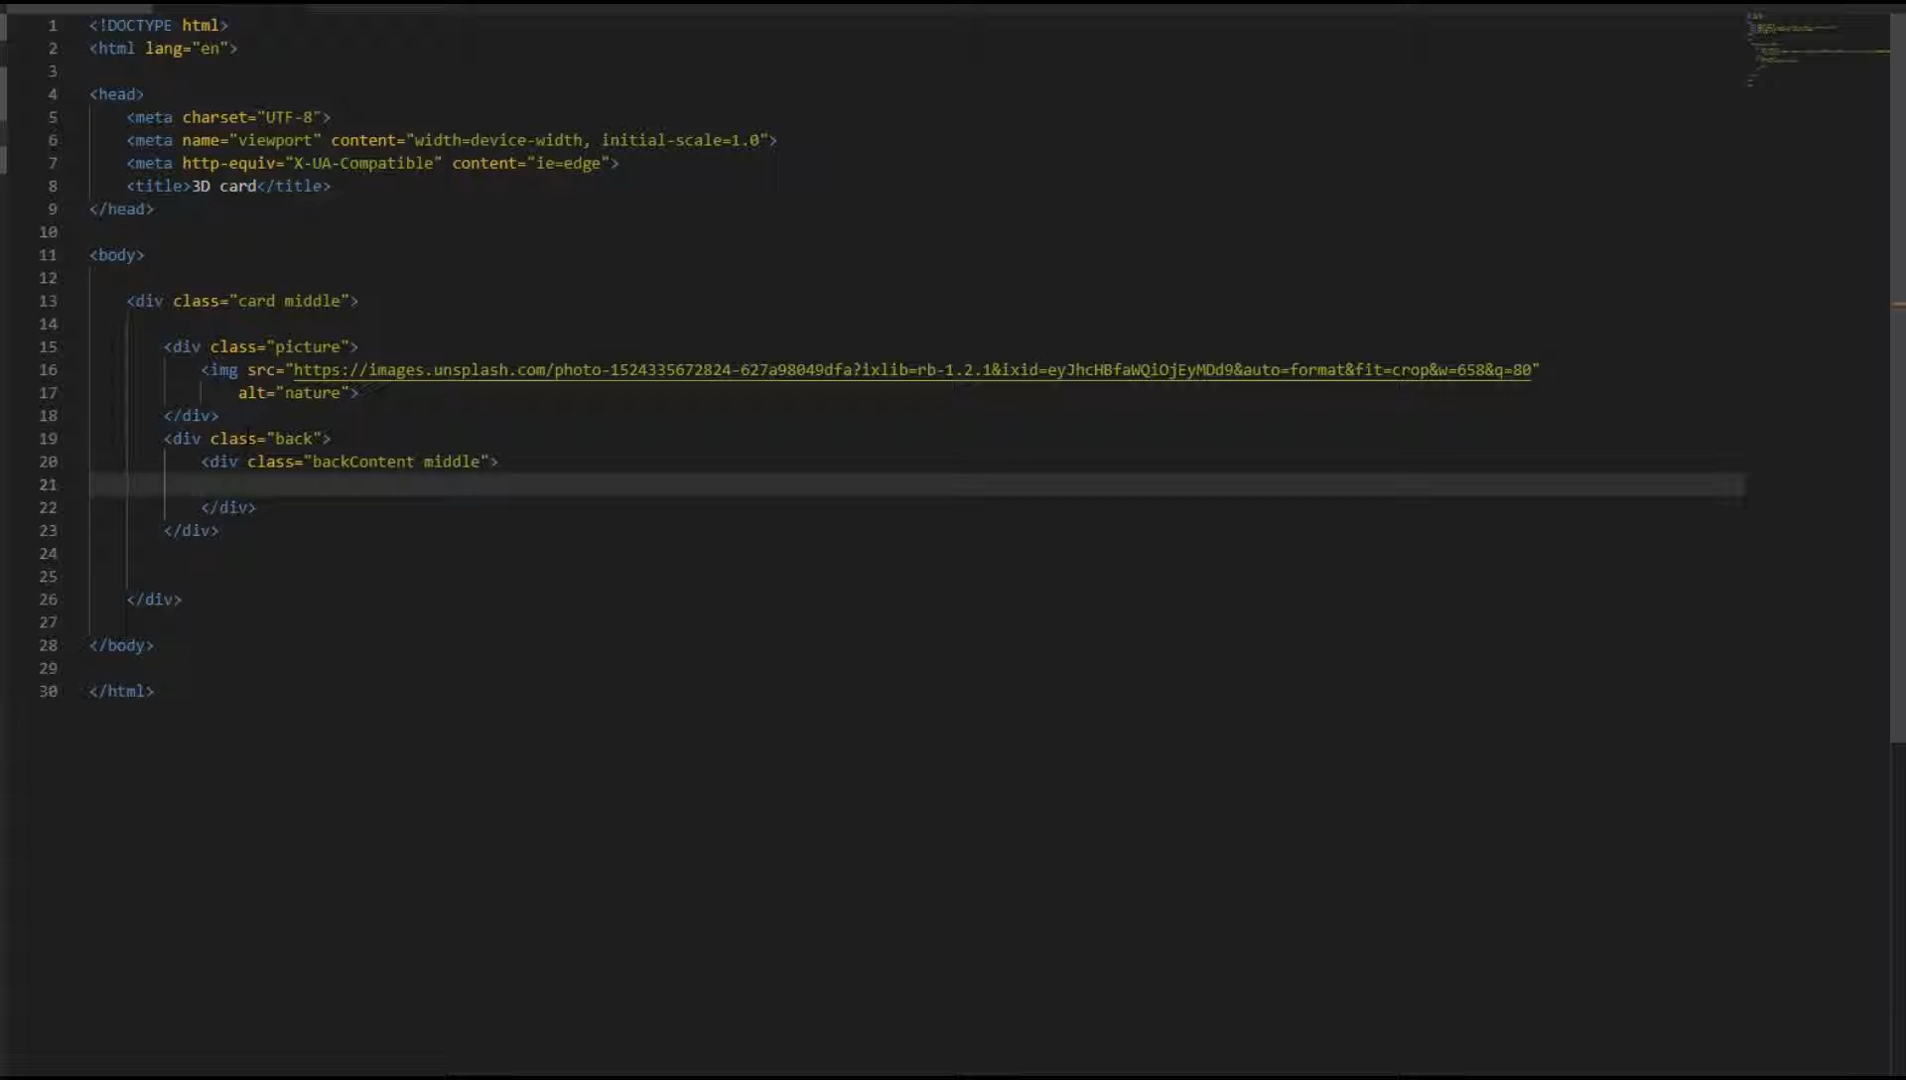 1 <!DOCTYPE html>
2 <html lang="en">
3
4 <head>
5 <meta charset="UTF-8">
6 <meta name="viewport" content="width=device-width, initial-scale=1.0">
7 <meta http-equiv="X-UA-Compatible" content="ie=edge">
8 <title>3D card</title>
9 </head>
10
11 <body>
12
13 <div class="card middle">
14
15 <div class="picture">
16 <img src="https://images.unsplash.com/photo-1524335672824-627a98049dfa?ixlib=rb-1.2.1&ixid=eyJhcHBfaWQiOjEyMDd9&auto=format&fit=crop&w=658&q=80"
17 alt="nature">
18 </div>
19 <div class="back">
20 <div class="backContent middle">
21
22 </div>
23 </div>
24
25
26 </div>
27
28 </body>
29
30 </html>